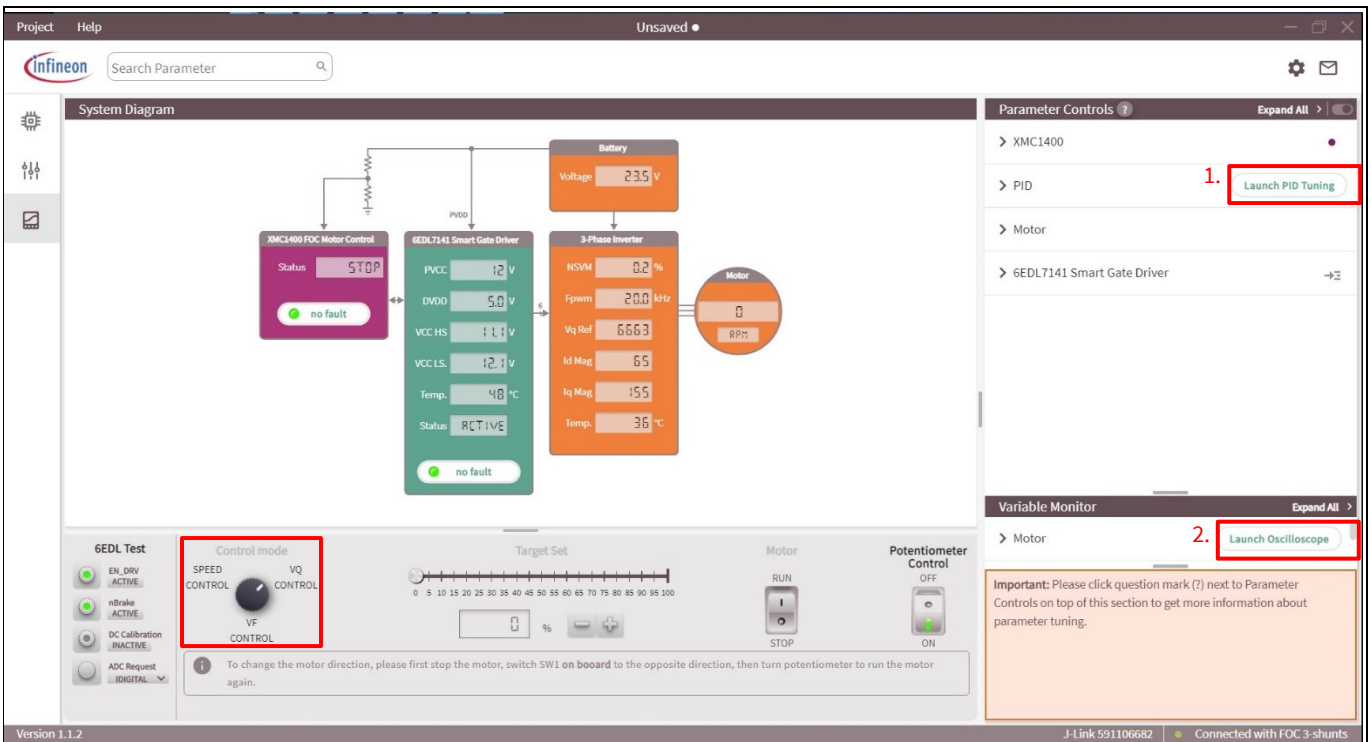 Project Help Unsaved
infineon Search Parameter
System Diagram
Battery
Voltage 23.5 V
PVDD
XMC1400 FOC Motor Control
Status STOP
no fault
6EDL7141 Smart Gate Driver
PVCC 12 V
DVDD 5.0 V
VCC HS 11.1 V
VCC LS. 12.1 V
Temp. 48 °C
Status ACTIVE
no fault
6
3-Phase Inverter
NSVM 0.2 %
Fpwm 20.0 kHz
Vq Ref 6663
Id Mag 65
Iq Mag 155
Temp. 36 °C
Motor
0
RPM
Parameter Controls ? Expand All >
XMC1400
PID 1. Launch PID Tuning
Motor
6EDL7141 Smart Gate Driver
Variable Monitor Expand All >
Motor 2. Launch Oscilloscope
Important: Please click question mark (?) next to Parameter
Controls on top of this section to get more information about
parameter tuning.
6EDL Test
EN_DRV
ACTIVE
nBrake
ACTIVE
DC Calibration
INACTIVE
ADC Request
IDIGITAL
Control mode
SPEED VQ
CONTROL CONTROL
VF
CONTROL
Target Set
0 5 10 15 20 25 30 35 40 45 50 55 60 65 70 75 80 85 90 95 100
0 %
Motor
RUN
STOP
Potentiometer
Control
OFF
ON
To change the motor direction, please first stop the motor, switch SW1 on booard to the opposite direction, then turn potentiometer to run the motor
again.
Version 1.1.2 J-Link 591106682 Connected with FOC 3-shunts